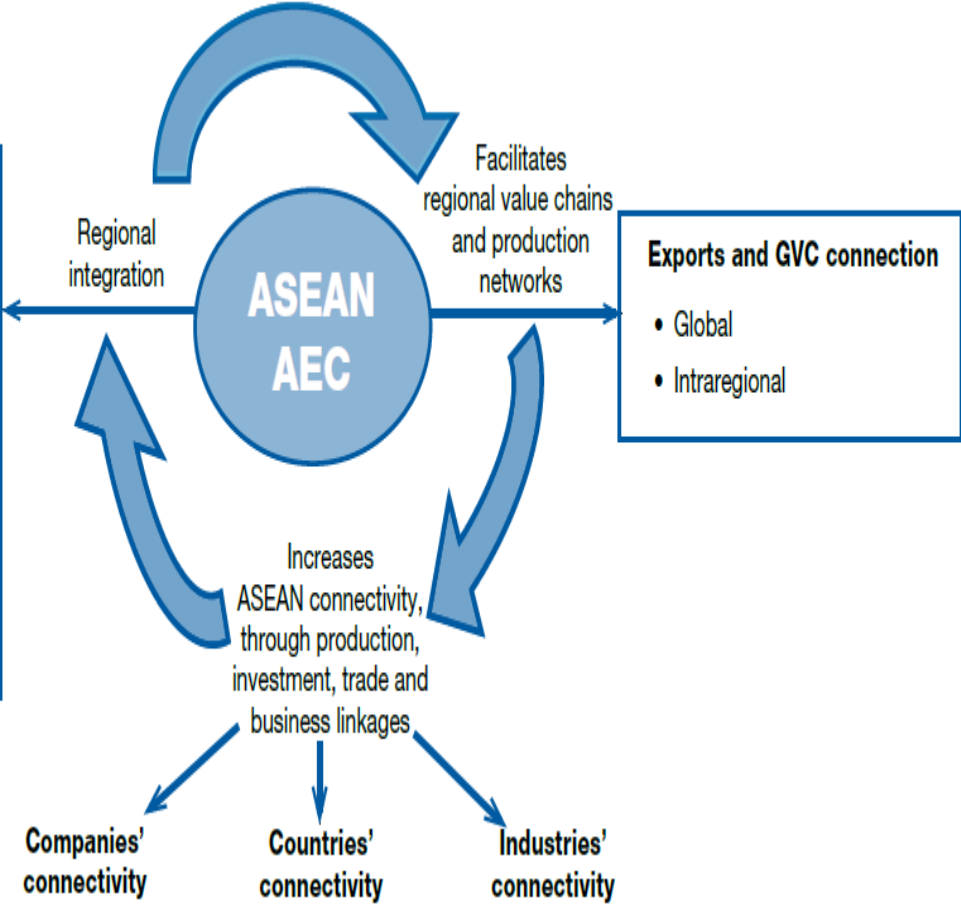 Facilitates
regional value chains
and production
networks
Regional
integration
ASEAN
AEC
Exports and GVC connection
• Global
• Intraregional
Increases
ASEAN connectivity,
through production,
investment, trade and
business linkages
Companies’
connectivity
Countries’
connectivity
Industries’
connectivity